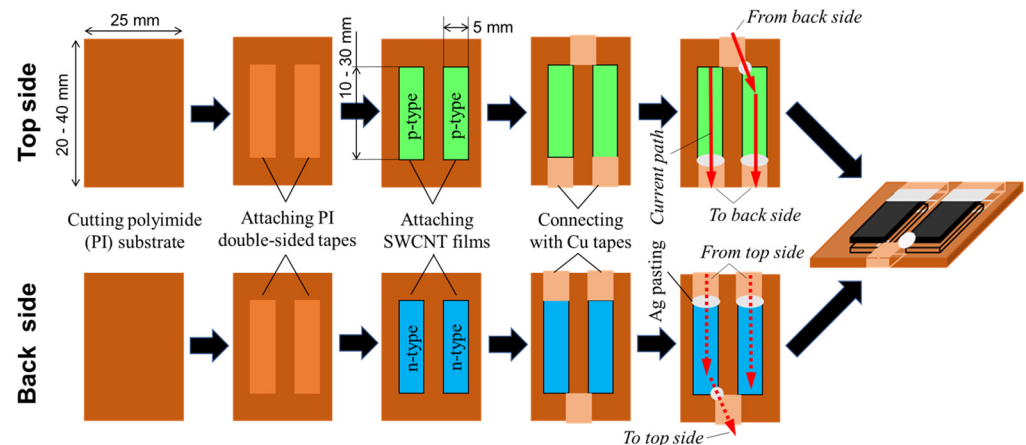 Top side
25 mm
20 - 40 mm
Cutting polyimide
(PI) substrate
Attaching PI
double-sided tapes
10 - 30 mm
5 mm
p-type
p-type
Attaching
SWCNT films
Connecting
with Cu tapes
From back side
Current path
To back side
Back side
n-type
n-type
Ag pasting
From top side
To top side